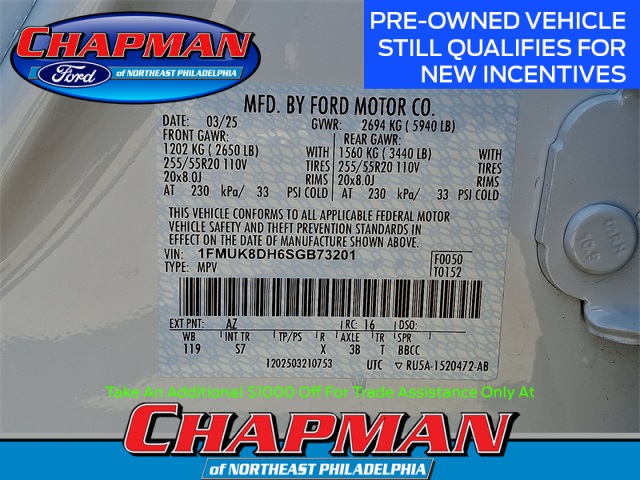 CHAPMAN
Ford
of NORTHEAST PHILADELPHIA
PRE-OWNED VEHICLE
STILL QUALIFIES FOR
NEW INCENTIVES
MFD. BY FORD MOTOR CO.
DATE: 03/25 GVWR: 2694 KG ( 5940 LB)
FRONT GAWR: REAR GAWR:
1202 KG ( 2650 LB) WITH 1560 KG ( 3440 LB) WITH
255/55R20 110V TIRES 255/55R20 110V TIRES
20x8.0J RIMS 20x8.0J RIMS
AT 230 kPa/ 33 PSI COLD AT 230 kPa/ 33 PSI COLD
THIS VEHICLE CONFORMS TO ALL APPLICABLE FEDERAL MOTOR
VEHICLE SAFETY AND THEFT PREVENTION STANDARDS IN
EFFECT ON THE DATE OF MANUFACTURE SHOWN ABOVE.
VIN: 1FMUK8DH6SGB73201 F0050
TYPE: MPV T0152
EXT PNT: AZ RC: 16 DSO:
WB INT TR TP/PS R AXLE TR SPR
119 S7 X 3B T BBCC
1202503210753 UTC ▽ RU5A-1520472-AB
Take An Additional $1000 Off For Trade Assistance Only At
CHAPMAN
of NORTHEAST PHILADELPHIA